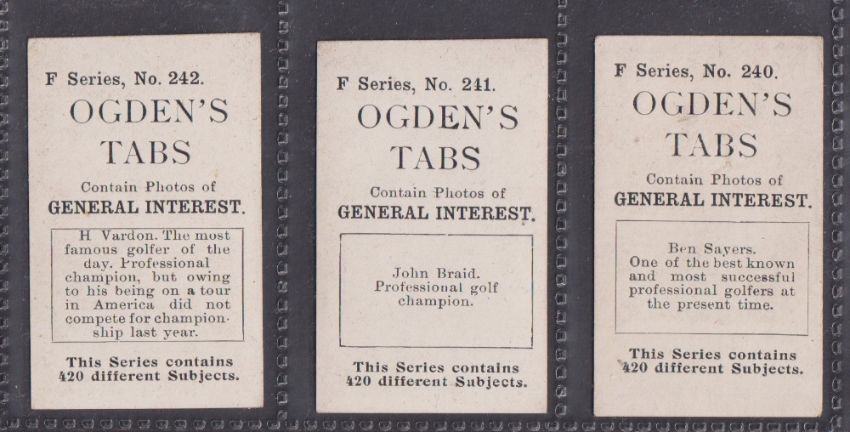 F Series, No. 242.
OGDEN'S
TABS
Contain Photos of
GENERAL INTEREST.
H Vardon. The most
famous golfer of the
day. Professional
champion, but owing
to his being on a tour
in America did not
compete for champion-
ship last year.
This Series contains
420 different Subjects.
F Series, No. 241.
OGDEN'S
TABS
Contain Photos of
GENERAL INTEREST.
John Braid.
Professional golf
champion.
This Series contains
420 different Subjects.
F Series, No. 240.
OGDEN'S
TABS
Contain Photos of
GENERAL INTEREST.
Ben Sayers.
One of the best known
and most successful
professional golfers at
the present time.
This Series contains
420 different Subjects.